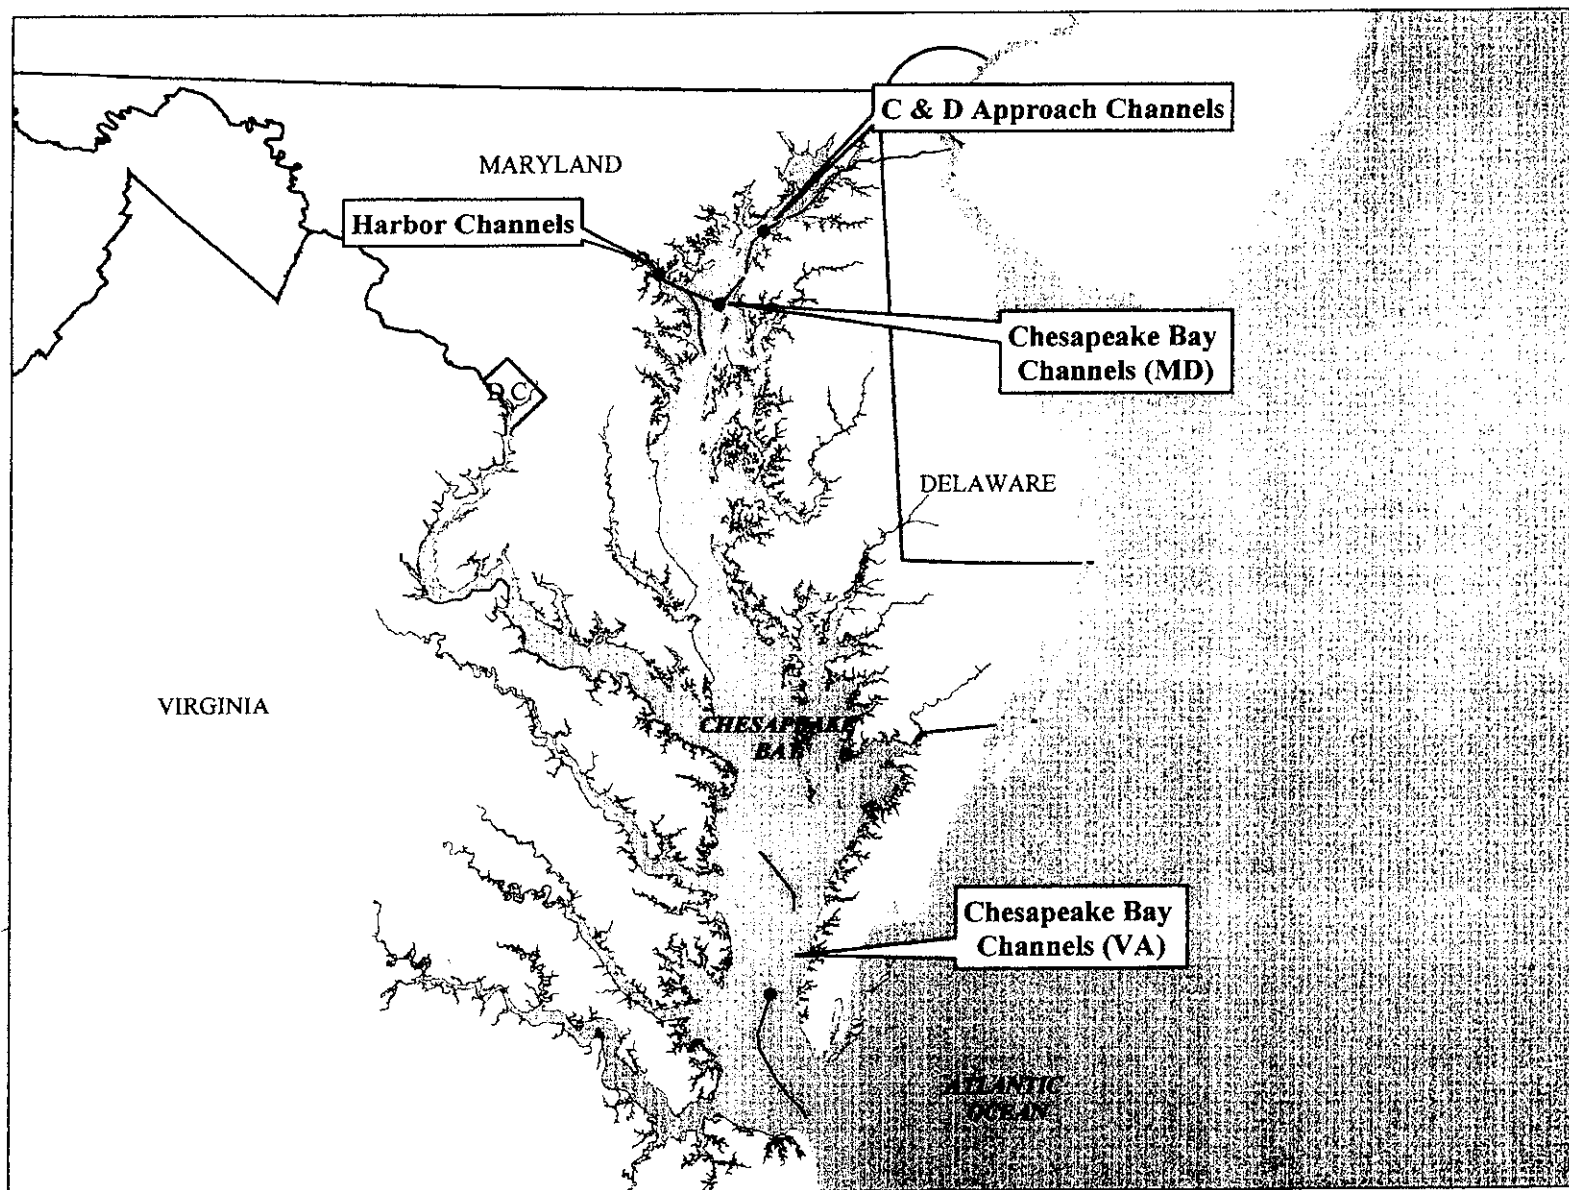 C & D Approach Channels
MARYLAND
Harbor Channels
Chesapeake Bay
Channels (MD)
D.C.
DELAWARE
VIRGINIA
CHESAPEAKE
BAY
Chesapeake Bay
Channels (VA)
ATLANTIC
OCEAN